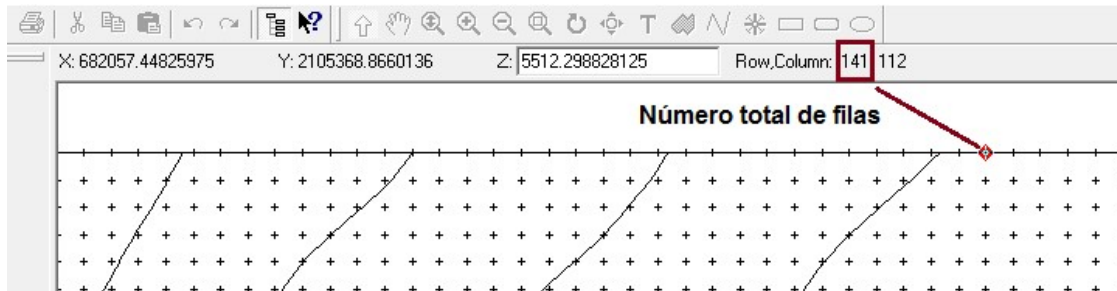 T
X: 682057.44825975 Y: 2105368.8660136 Z: 5512.298828125 Row,Column: 141 112
Número total de filas